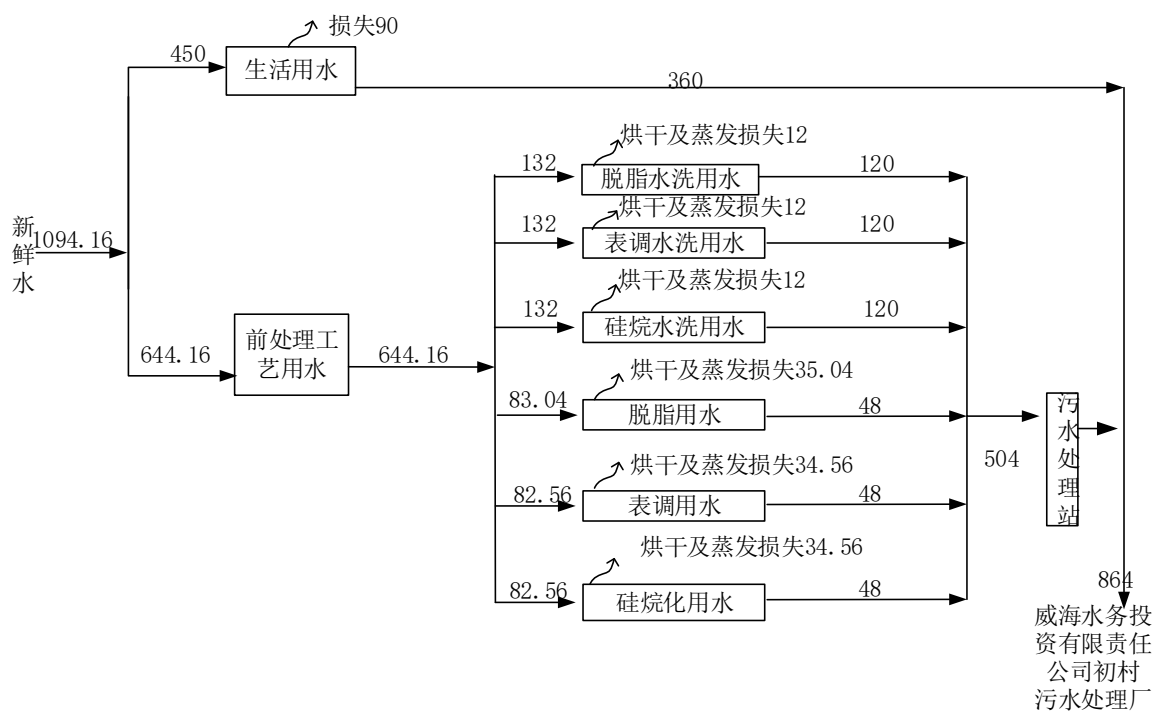 损失90
450
生活用水
360
烘干及蒸发损失12
132
脱脂水洗用水
120
烘干及蒸发损失12
132
表调水洗用水
120
新
鲜
水
1094.16
烘干及蒸发损失12
132
硅烷水洗用水
120
644.16
前处理工
艺用水
644.16
烘干及蒸发损失35.04
83.04
脱脂用水
48
504
污
水
处
理
站
烘干及蒸发损失34.56
82.56
表调用水
48
烘干及蒸发损失34.56
82.56
硅烷化用水
48
864
威海水务投
资有限责任
公司初村
污水处理厂